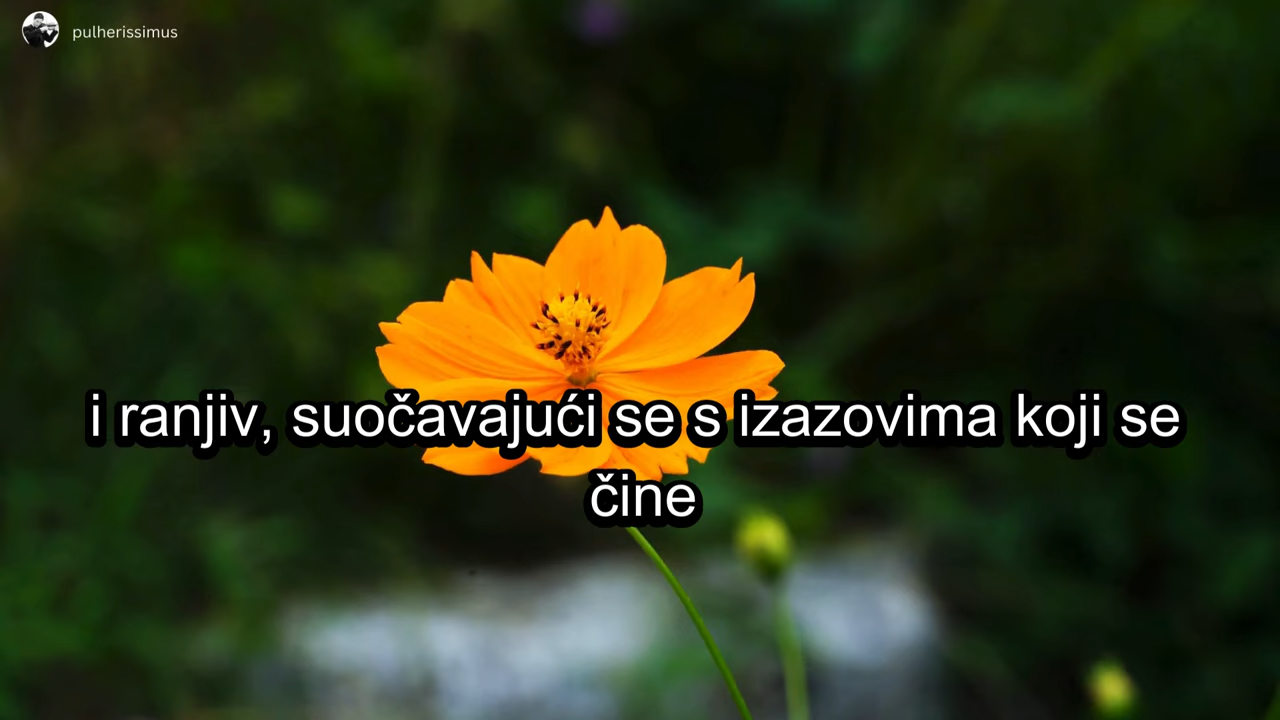 pulherissimus
i ranjiv, suočavajući se s izazovima koji se
čine